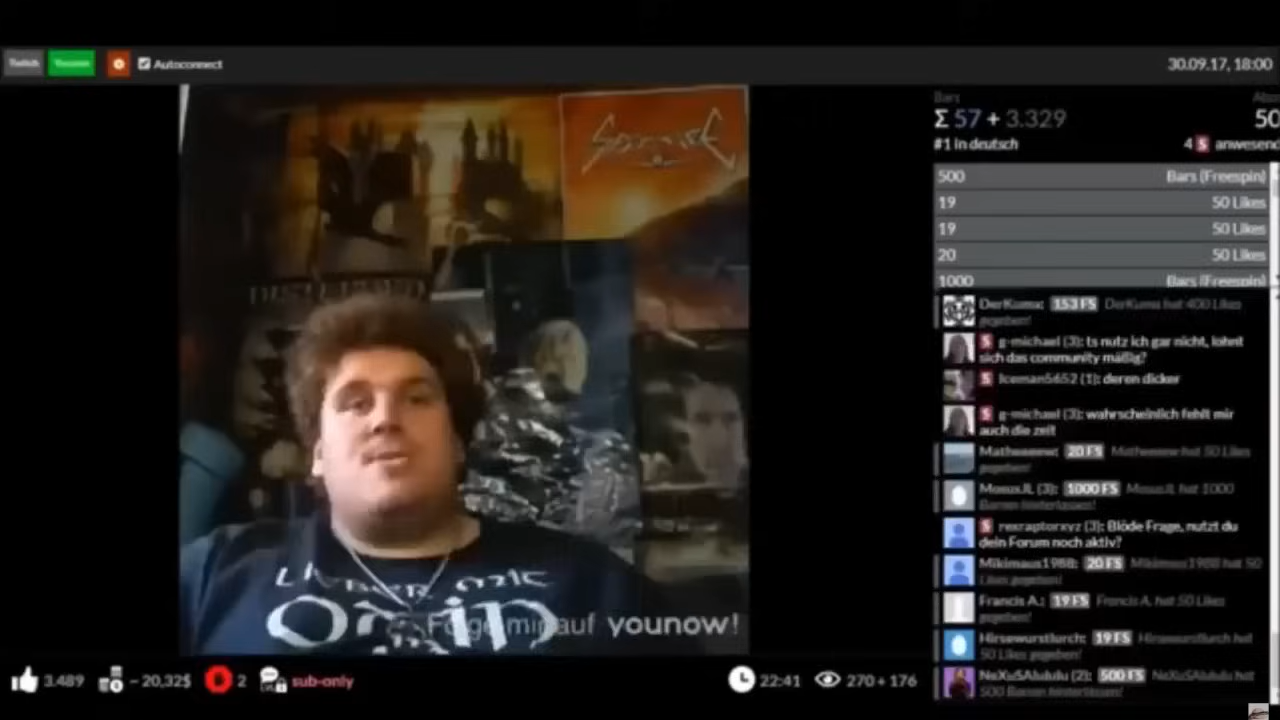 Twitch Younow Autoconnect 30.09.17, 18:00
Bars
Σ 57 + 3.329 50
#1 in deutsch 4 S anwesend
500 Bars (Freespin)
19 50 Likes
19 50 Likes
20 50 Likes
1000 Bars (Freespin)
DerKuma: 153 FS DerKuma hat 400 Likes
gegeben!
S g-michael (3): ts nutz ich gar nicht, lohnt
sich das community mäßig?
S Iceman5652 (1): deren dicker
S g-michael (3): wahrscheinlich fehlt mir
auch die zeit
20 FS hat 50 Likes
gegeben!
1000 FS hat 1000
Barren hinterlassen!
S rexraptorxyz (3): Blöde Frage, nutzt du
dein Forum noch aktiv?
Mikimaus1988: 20 FS Mikimaus1988 hat 50
Likes gegeben!
Francis A.: 19 FS Francis A. hat 50 Likes
gegeben!
Hirsewurstlurch: 19 FS Hirsewurstlurch hat
50 Likes gegeben!
NeXuSAlululu (2): 500 FS NeXuSAlululu hat
500 Barren hinterlassen!
DISTURBED
LIEBER MIT
ODIN
Folge mir auf younow!
3.489 ~ 20,32$ 2 sub-only 22:41 270 + 176